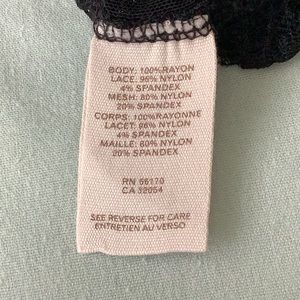 BODY: 100%RAYON
LACE: 96% NYLON
4% SPANDEX
MESH: 80% NYLON
20% SPANDEX
CORPS: 100%RAYONNE
LACET: 96% NYLON
4% SPANDEX
MAILLE: 80% NYLON
20% SPANDEX
RN 66170
CA 32054
SEE REVERSE FOR CARE
ENTRETIEN AU VERSO